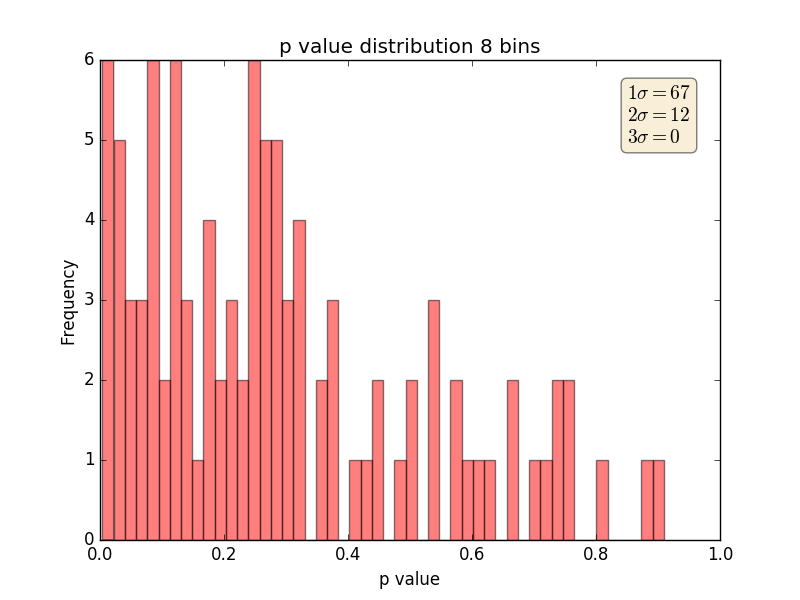 p value distribution 8 bins
1σ = 67
2σ = 12
3σ = 0
Frequency
6
5
4
3
2
1
0
0.0 0.2 0.4 0.6 0.8 1.0
p value